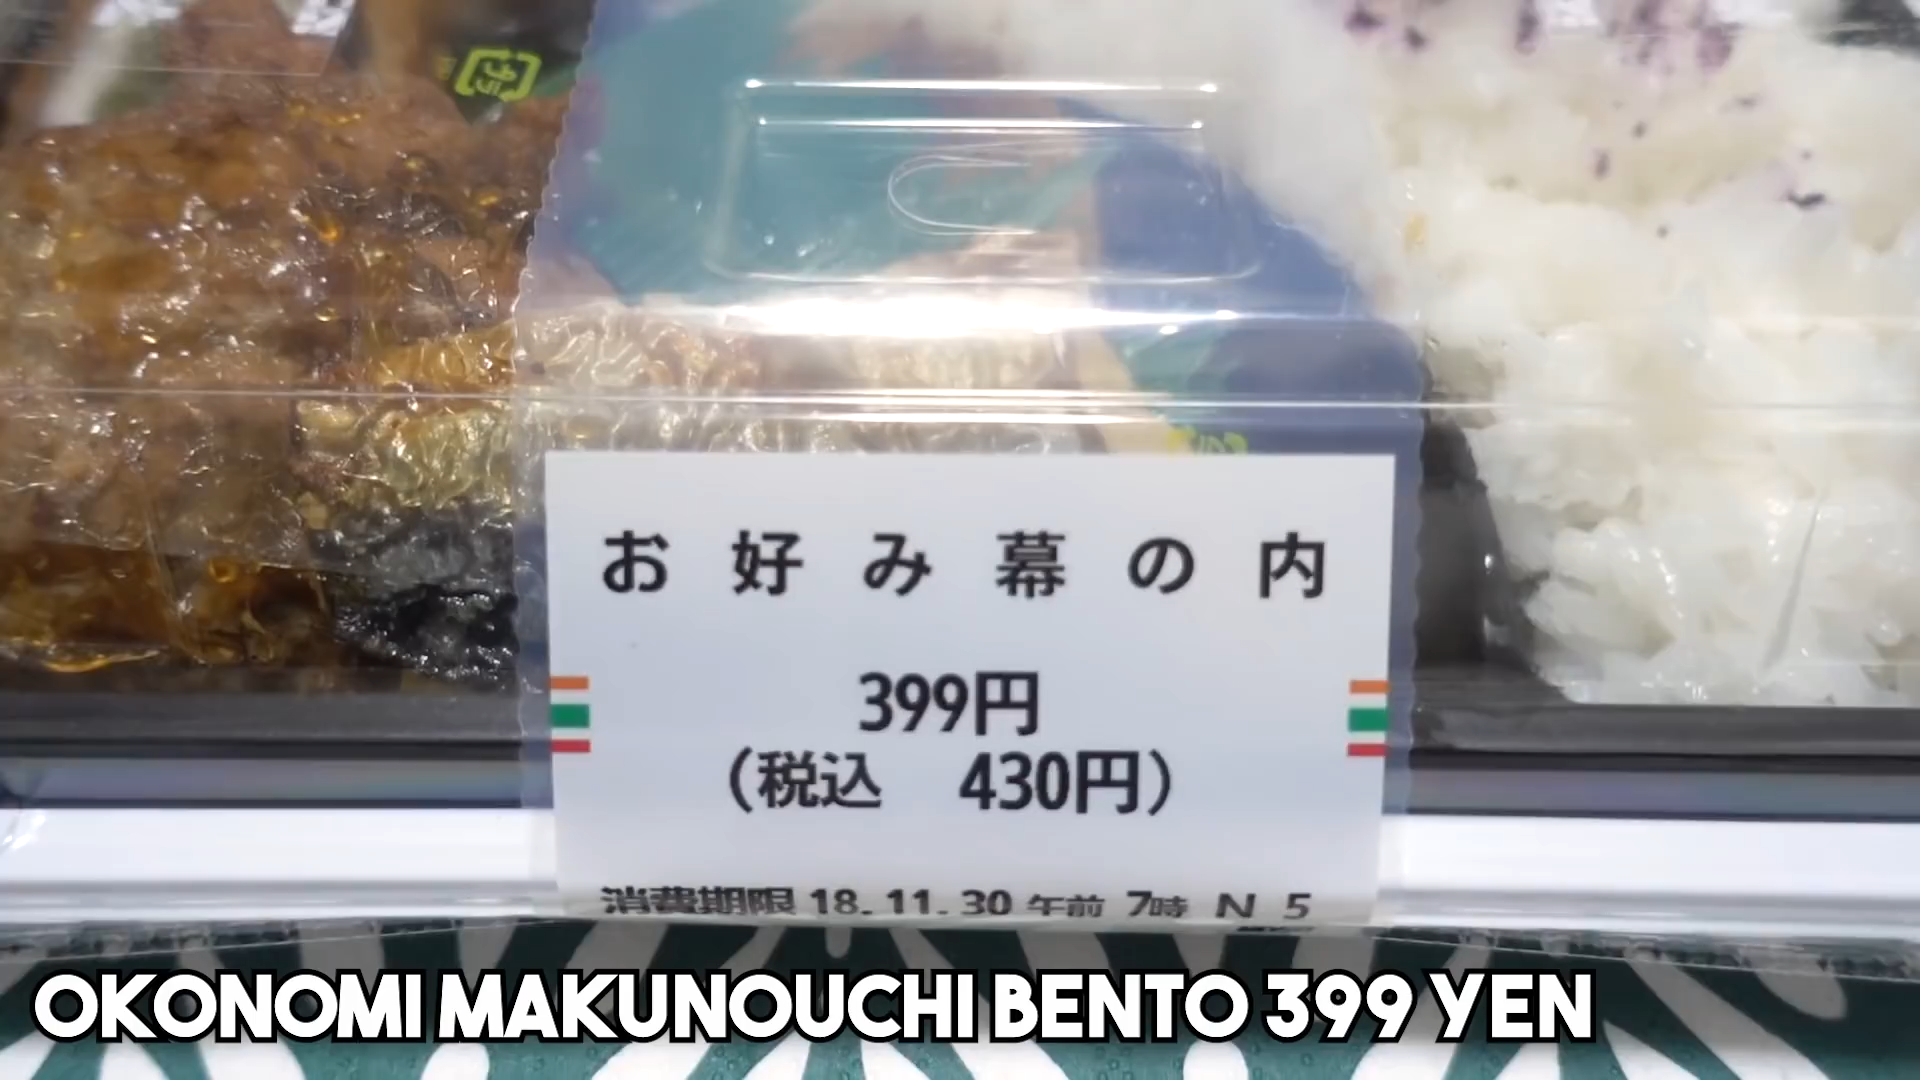 お好み幕の内
399円
(税込 430円)
消費期限 18.11.30 午前 7時 N 5
OKONOMI MAKUNOUCHI BENTO 399 YEN